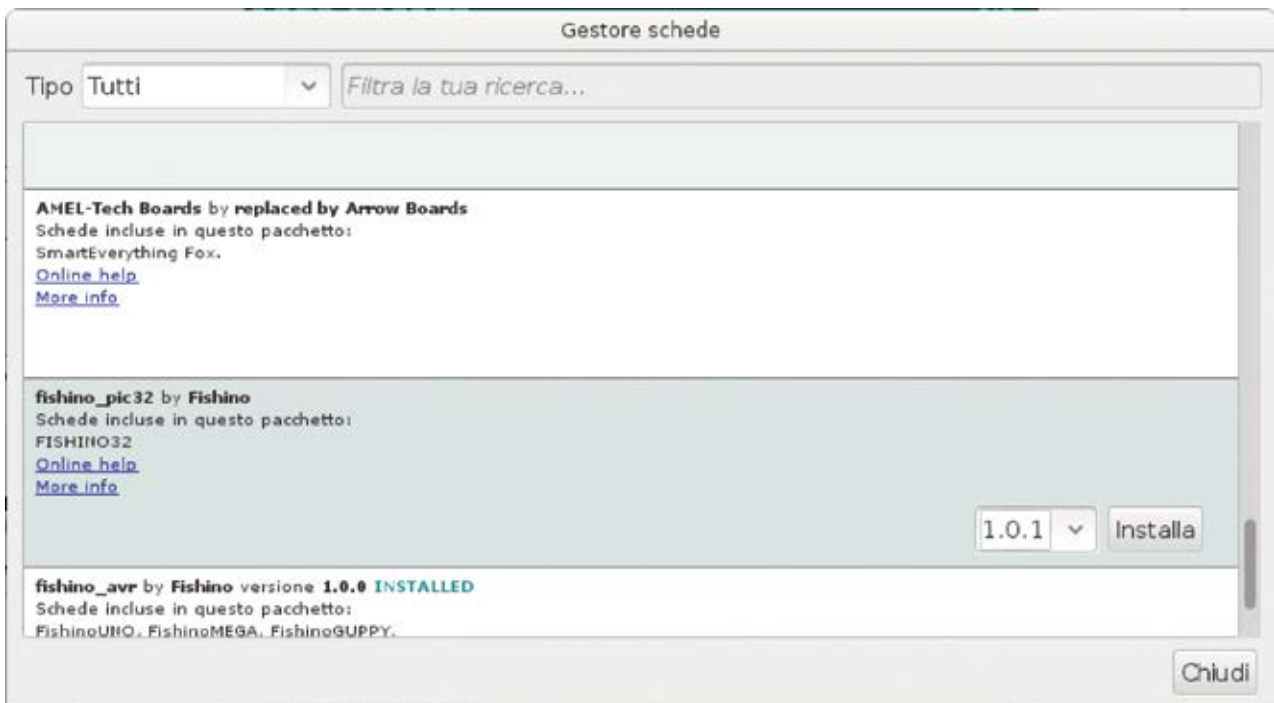 Gestore schede
Tipo Tutti Filtra la tua ricerca...
AMEL-Tech Boards by replaced by Arrow Boards
Schede incluse in questo pacchetto:
SmartEverything Fox.
Online help
More info
fishino_pic32 by Fishino
Schede incluse in questo pacchetto:
FISHINO32
Online help
More info
1.0.1 Installa
fishino_avr by Fishino versione 1.0.0 INSTALLED
Schede incluse in questo pacchetto:
FishinoUNO, FishinoMEGA, FishinoGUPPY.
Chiudi